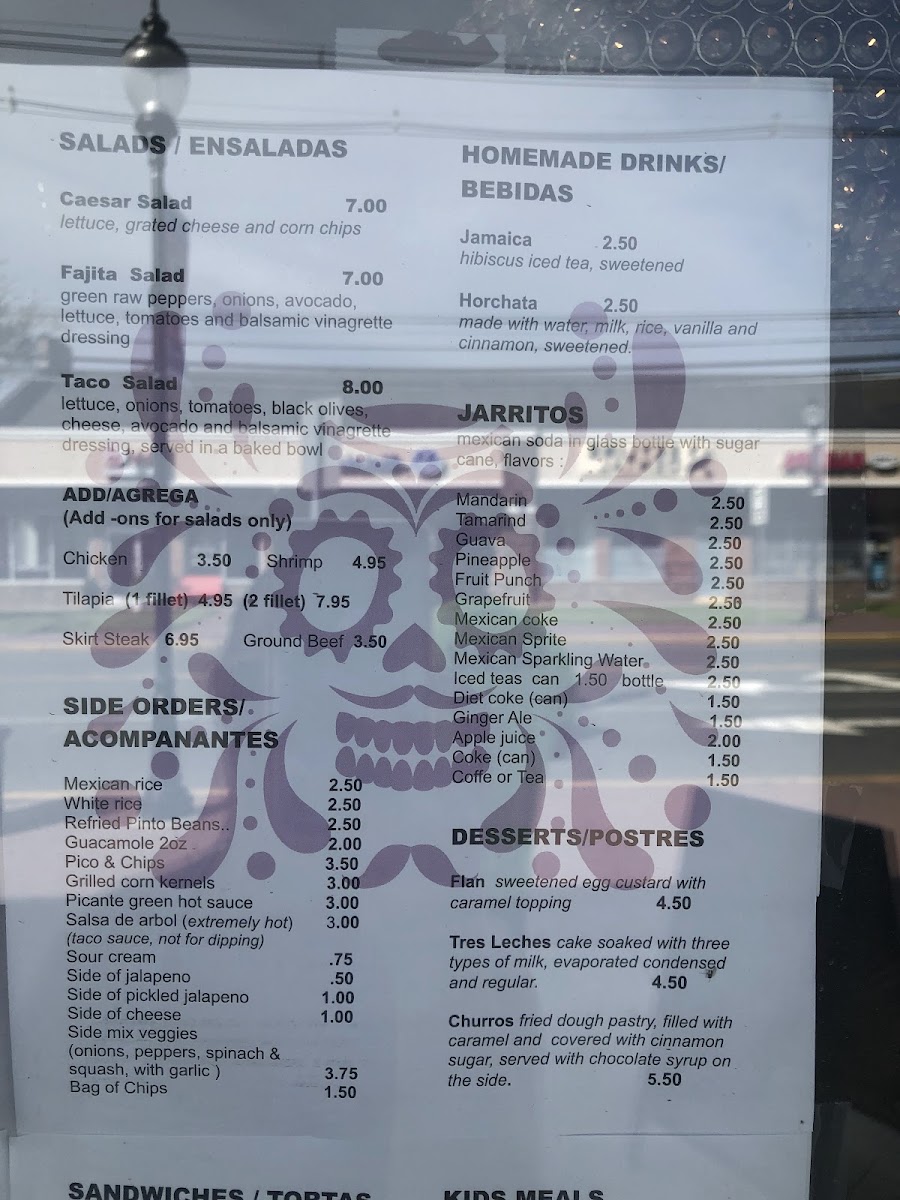 SALADS / ENSALADAS
Caesar Salad 7.00
lettuce, grated cheese and corn chips
Fajita Salad 7.00
green raw peppers, onions, avocado,
lettuce, tomatoes and balsamic vinagrette
dressing
Taco Salad 8.00
lettuce, onions, tomatoes, black olives,
cheese, avocado and balsamic vinagrette
dressing, served in a baked bowl
ADD/AGREGA
(Add -ons for salads only)
Chicken 3.50 Shrimp 4.95
Tilapia (1 fillet) 4.95 (2 fillet) 7.95
Skirt Steak 6.95 Ground Beef 3.50
SIDE ORDERS/
ACOMPANANTES
Mexican rice 2.50
White rice 2.50
Refried Pinto Beans.. 2.50
Guacamole 2oz 2.00
Pico & Chips 3.50
Grilled corn kernels 3.00
Picante green hot sauce 3.00
Salsa de arbol (extremely hot) 3.00
(taco sauce, not for dipping)
Sour cream .75
Side of jalapeno .50
Side of pickled jalapeno 1.00
Side of cheese 1.00
Side mix veggies
(onions, peppers, spinach &
squash, with garlic ) 3.75
Bag of Chips 1.50
SANDWICHES / TORTAS
HOMEMADE DRINKS/
BEBIDAS
Jamaica 2.50
hibiscus iced tea, sweetened
Horchata 2.50
made with water, milk, rice, vanilla and
cinnamon, sweetened.
JARRITOS
mexican soda in glass bottle with sugar
cane, flavors :
Mandarin 2.50
Tamarind 2.50
Guava 2.50
Pineapple 2.50
Fruit Punch 2.50
Grapefruit 2.50
Mexican coke 2.50
Mexican Sprite 2.50
Mexican Sparkling Water. 2.50
Iced teas can 1.50 bottle 2.50
Diet coke (can) 1.50
Ginger Ale 1.50
Apple juice 2.00
Coke (can) 1.50
Coffe or Tea 1.50
DESSERTS/POSTRES
Flan sweetened egg custard with
caramel topping 4.50
Tres Leches cake soaked with three
types of milk, evaporated condensed
and regular. 4.50
Churros fried dough pastry, filled with
caramel and covered with cinnamon
sugar, served with chocolate syrup on
the side. 5.50
KIDS MEALS